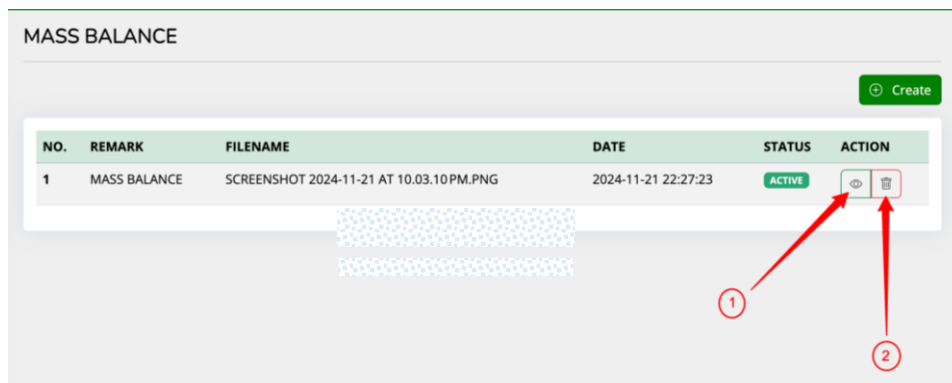 MASS BALANCE
Create
NO. REMARK FILENAME DATE STATUS ACTION
1 MASS BALANCE SCREENSHOT 2024-11-21 AT 10.03.10 PM.PNG 2024-11-21 22:27:23 ACTIVE
1
2